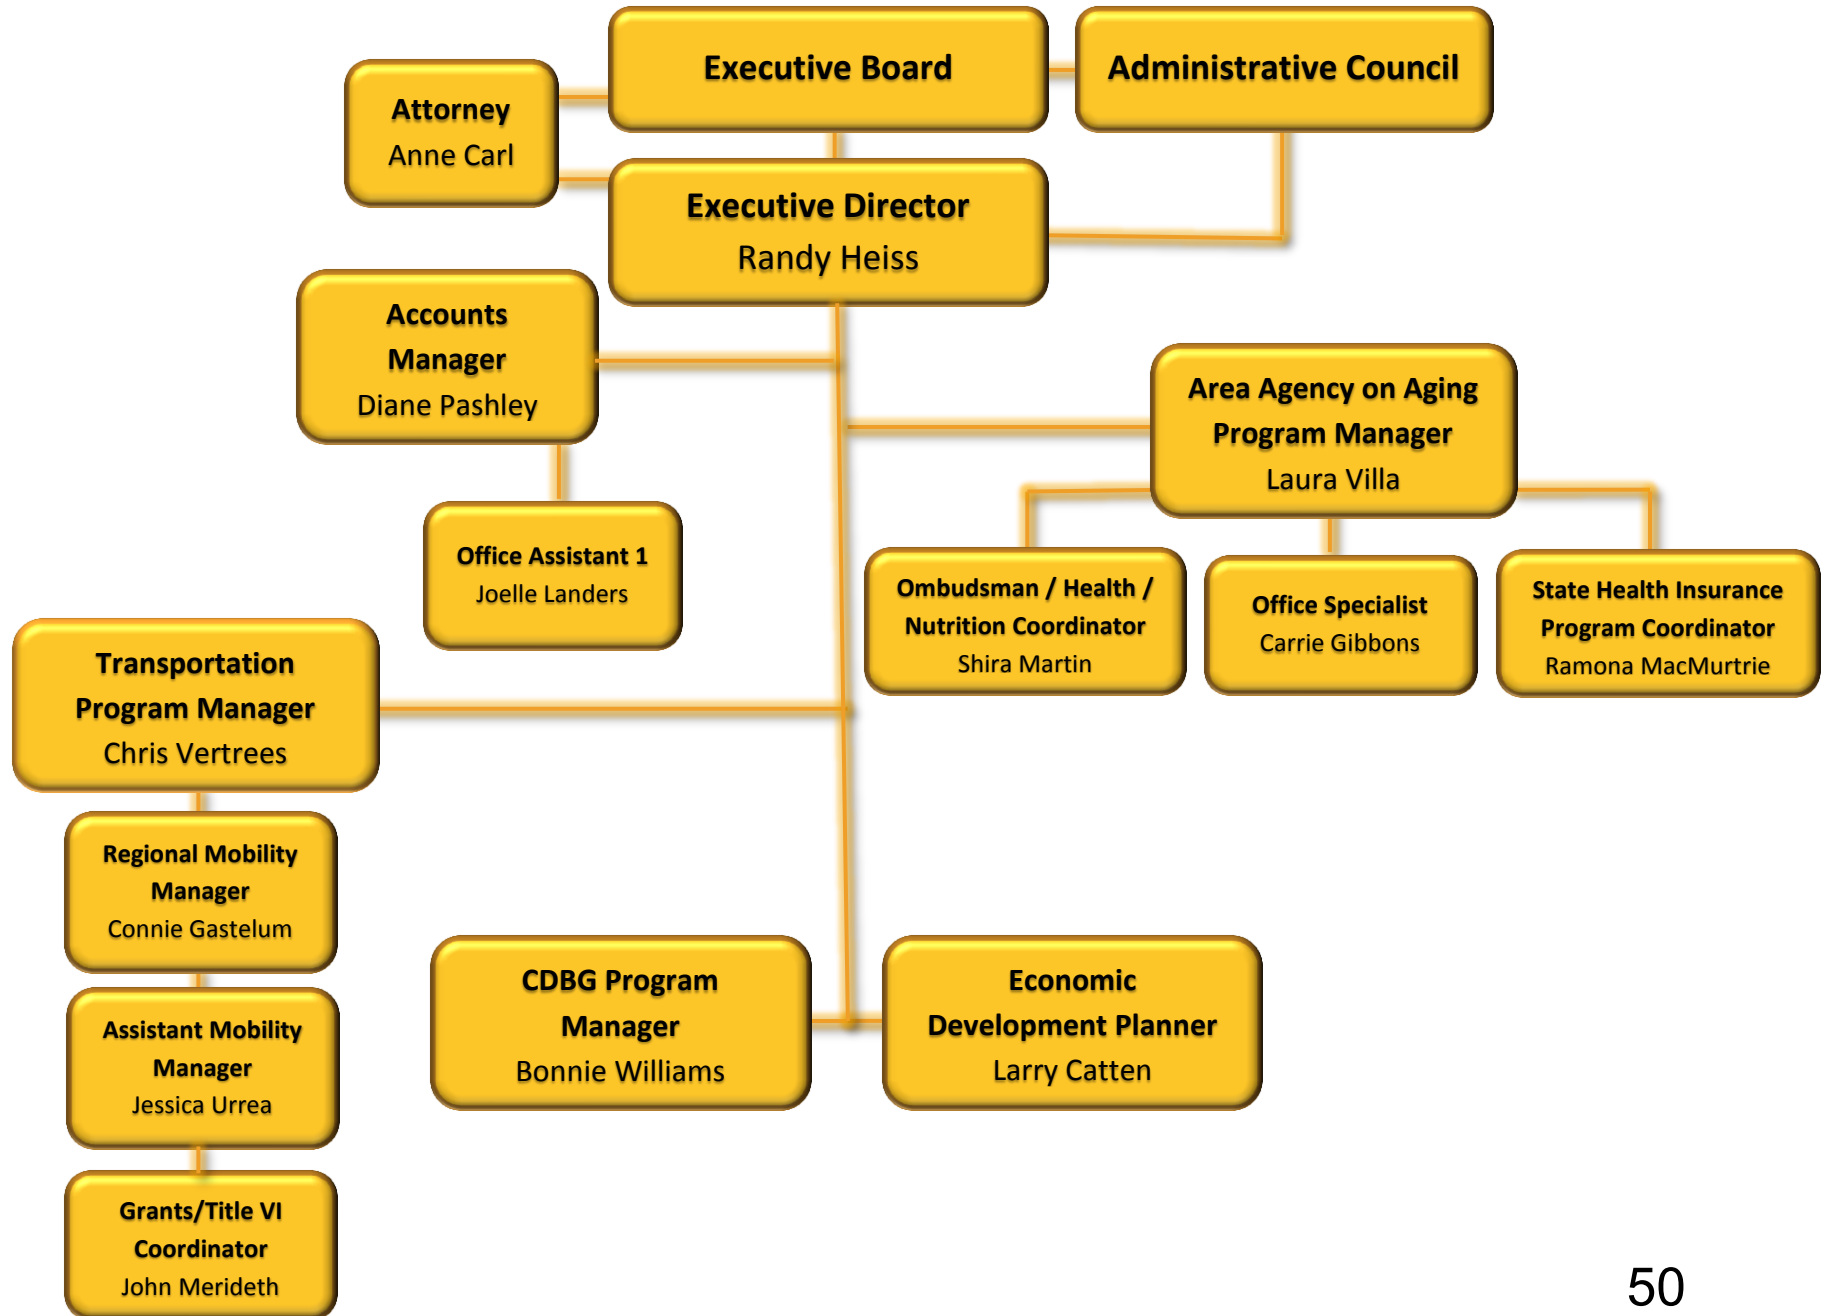 Executive Board
Administrative Council
Attorney
Anne Carl
Executive Director
Randy Heiss
Accounts
Manager
Diane Pashley
Area Agency on Aging
Program Manager
Laura Villa
Office Assistant 1
Joelle Landers
Ombudsman / Health /
Nutrition Coordinator
Shira Martin
Office Specialist
Carrie Gibbons
State Health Insurance
Program Coordinator
Ramona MacMurtrie
Transportation
Program Manager
Chris Vertrees
Regional Mobility
Manager
Connie Gastelum
Assistant Mobility
Manager
Jessica Urrea
Grants/Title VI
Coordinator
John Merideth
CDBG Program
Manager
Bonnie Williams
Economic
Development Planner
Larry Catten
50